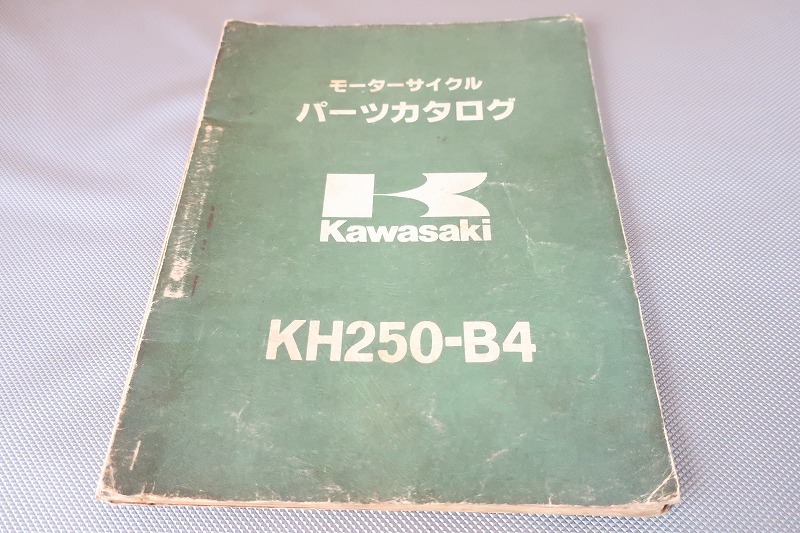 モーターサイクル
パーツカタログ
Kawasaki
KH250-B4